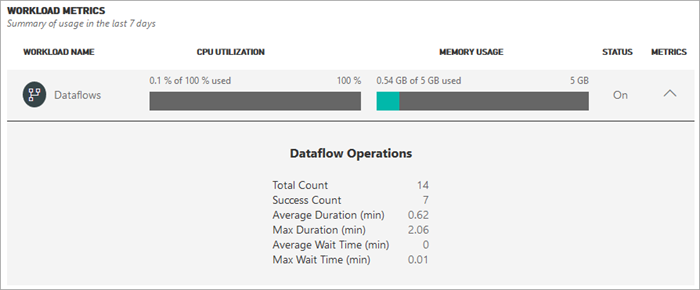 WORKLOAD METRICS
Summary of usage in the last 7 days
WORKLOAD NAME CPU UTILIZATION MEMORY USAGE STATUS METRICS
0.1 % of 100 % used 100 % 0.54 GB of 5 GB used 5 GB
Dataflows On
Dataflow Operations
Total Count 14
Success Count 7
Average Duration (min) 0.62
Max Duration (min) 2.06
Average Wait Time (min) 0
Max Wait Time (min) 0.01